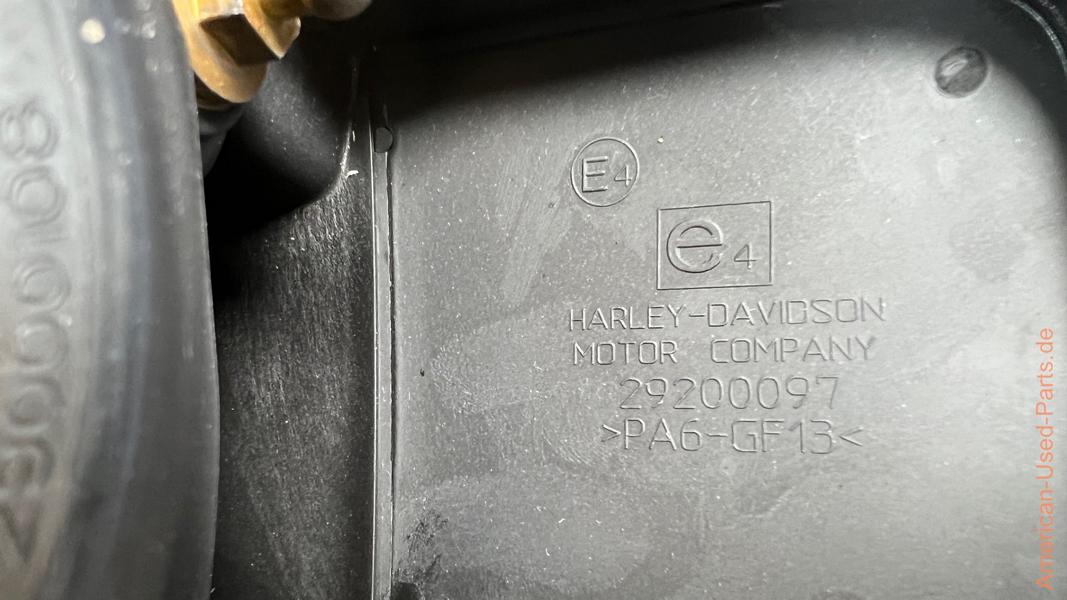 E4
e4
HARLEY-DAVIDSON
MOTOR COMPANY
29200097
>PA6-GF13<
American-Used-Parts.de